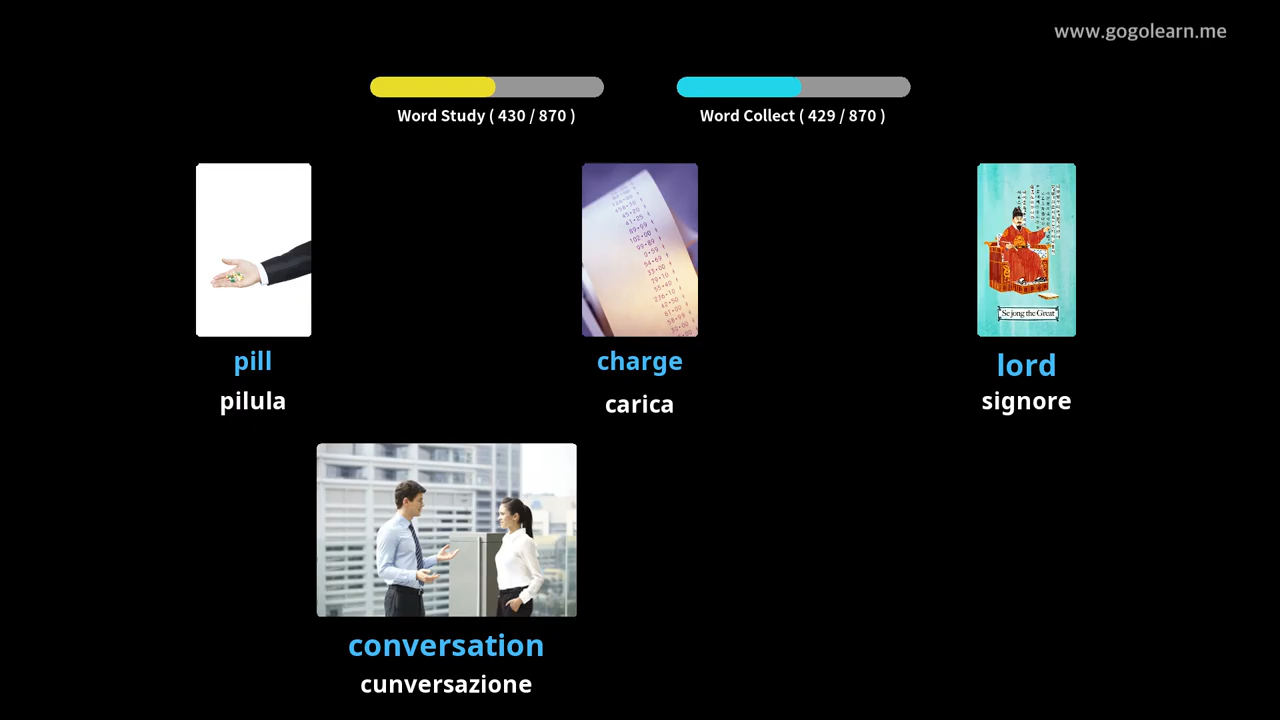 www.gogolearn.me
Word Study ( 430 / 870 )
Word Collect ( 429 / 870 )
Se jong the Great
pill
charge
lord
pilula
carica
signore
conversation
cunversazione